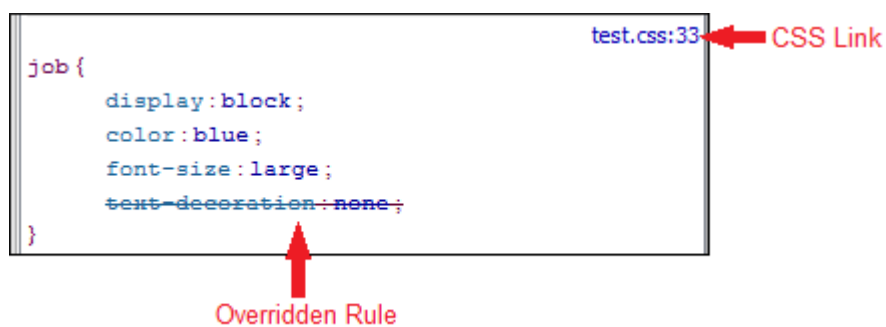 test.css:33
CSS Link
job{
display:block;
color:blue;
font-size:large;
text-decoration:none;
}
Overridden Rule